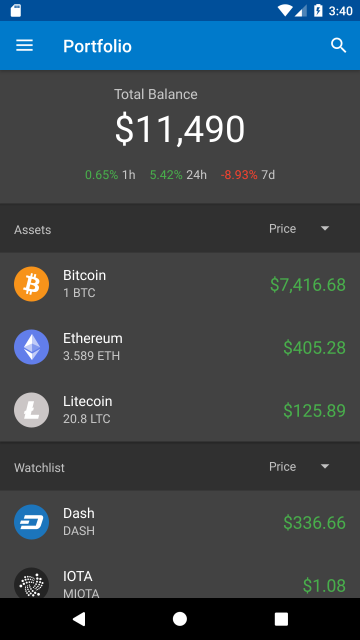 3:40
Portfolio
Total Balance
$11,490
0.65% 1h 5.42% 24h -8.93% 7d
Assets Price
Bitcoin
1 BTC
$7,416.68
Ethereum
3.589 ETH
$405.28
Litecoin
20.8 LTC
$125.89
Watchlist Price
Dash
DASH
$336.66
IOTA
MIOTA
$1.08